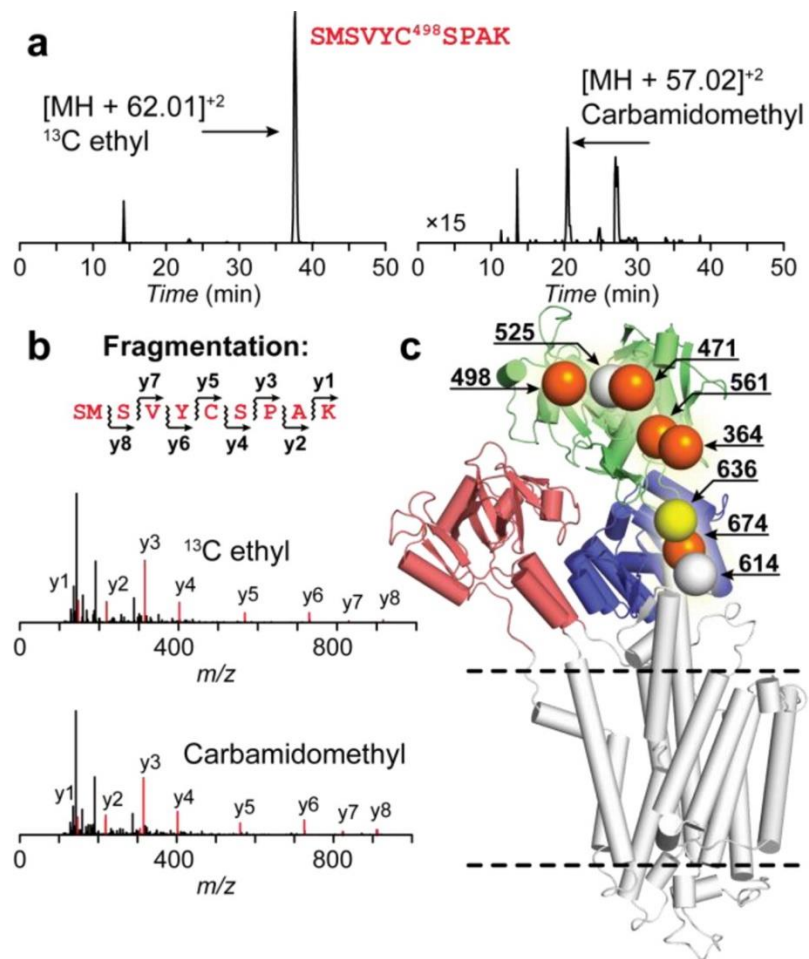 a
SMSVYC⁴⁹⁸SPAK
[MH + 62.01]⁺²
¹³C ethyl
[MH + 57.02]⁺²
Carbamidomethyl
×15
0 10 20 30 40 50
Time (min)
0 10 20 30 40 50
Time (min)
b
Fragmentation:
y7 y5 y3 y1
SMSVYCSPAK
y8 y6 y4 y2
¹³C ethyl
y1 y2 y3 y4 y5 y6 y7 y8
0 400 800
m/z
Carbamidomethyl
y1 y2 y3 y4 y5 y6 y7 y8
0 400 800
m/z
c
525
471
498
561
364
636
674
614